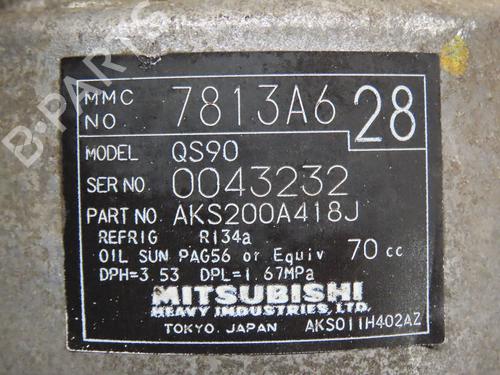 MMC NO. 7813A6 28
MODEL QS90
SER NO 0043232
PART NO. AKS200A418J
REFRIG R134a
OIL SUN PAG56 or Equiv 70 cc
DPH=3.53 DPL=1.67MPa
MITSUBISHI
HEAVY INDUSTRIES, LTD.
TOKYO, JAPAN AKS011H402AZ
B-PARTS